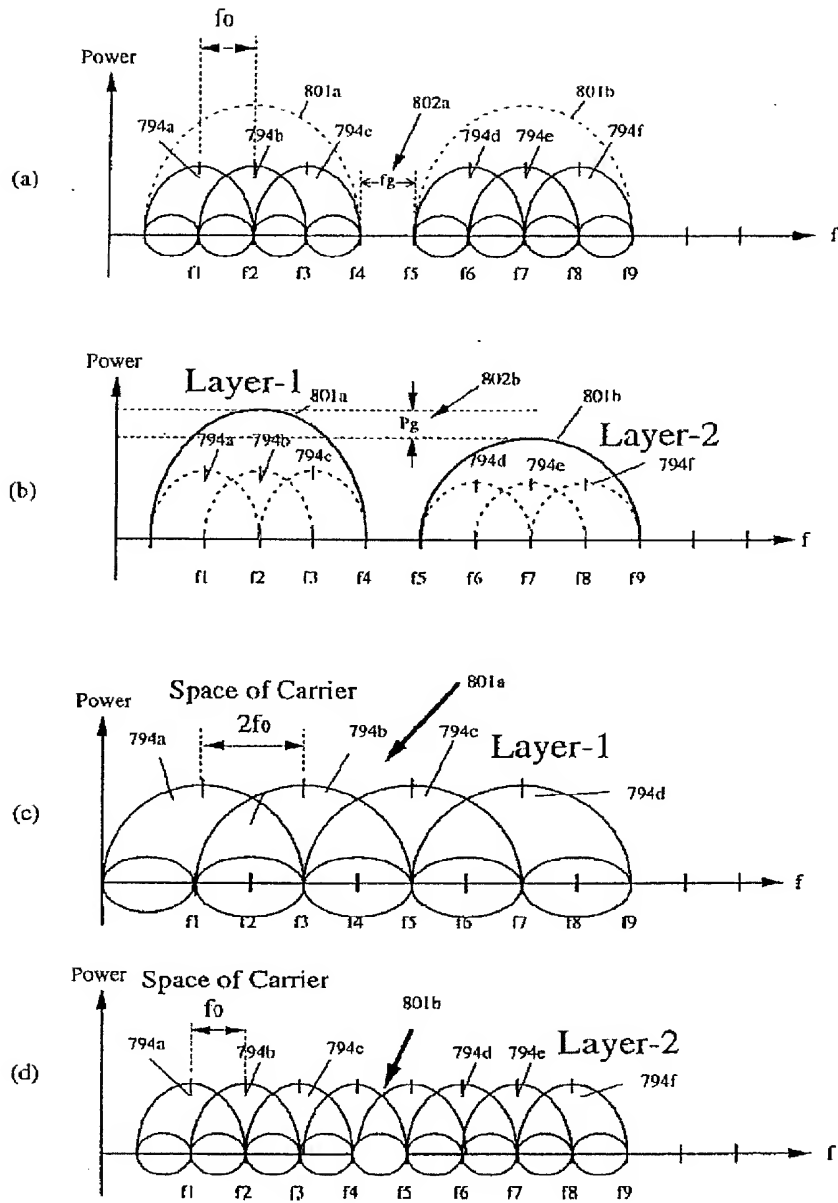 f0
Power
801a
802a
801b
794a
794b
794c
794d
794e
794f
(a)
fg
f
f1 f2 f3 f4 f5 f6 f7 f8 f9
Power
Layer-1
801a
802b
801b
Pg
Layer-2
794a
794b
794c
794d
794e
794f
(b)
f
f1 f2 f3 f4 f5 f6 f7 f8 f9
Power
Space of Carrier
801a
2f0
794a
794b
794c
Layer-1
794d
(c)
f
f1 f2 f3 f4 f5 f6 f7 f8 f9
Power
Space of Carrier
f0
801b
794a
794b
794c
794d
794e
Layer-2
794f
(d)
f
f1 f2 f3 f4 f5 f6 f7 f8 f9